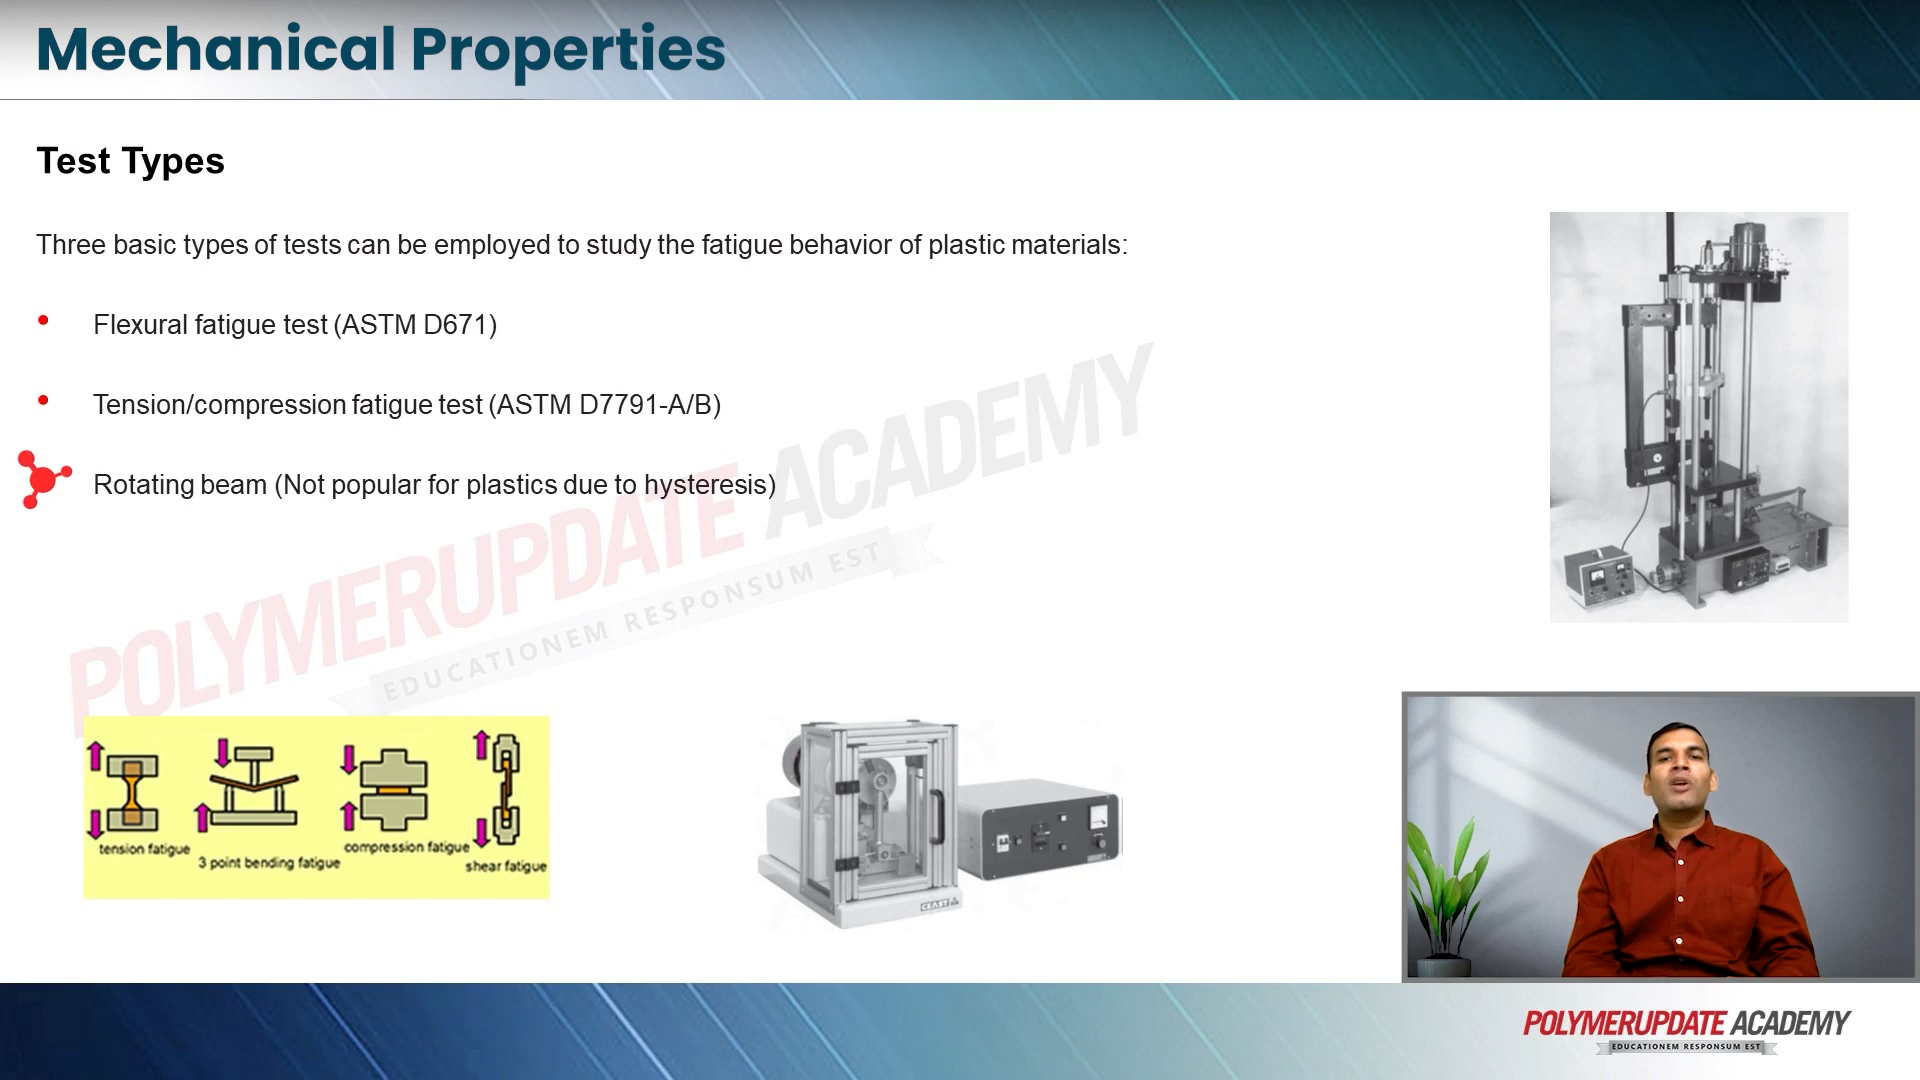 Mechanical Properties
Test Types
Three basic types of tests can be employed to study the fatigue behavior of plastic materials:
• Flexural fatigue test (ASTM D671)
• Tension/compression fatigue test (ASTM D7791-A/B)
Rotating beam (Not popular for plastics due to hysteresis)
POLYMERUPDATE ACADEMY
EDUCATIONEM RESPONSUM EST
tension fatigue
3 point bending fatigue
compression fatigue
shear fatigue
CEAST
POLYMERUPDATE ACADEMY
EDUCATIONEM RESPONSUM EST